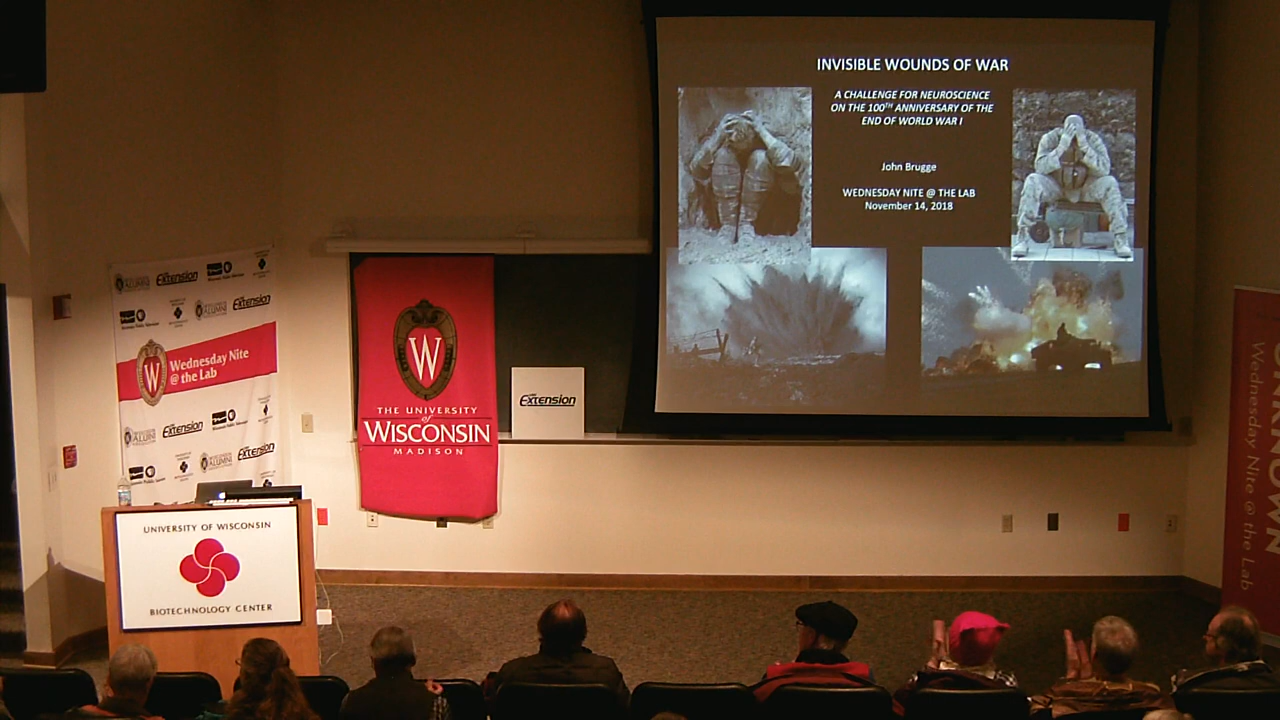 INVISIBLE WOUNDS OF WAR
A CHALLENGE FOR NEUROSCIENCE
ON THE 100TH ANNIVERSARY OF THE
END OF WORLD WAR I
John Brugge
WEDNESDAY NITE @ THE LAB
November 14, 2018
Extension
ALUMNI
Extension
Wednesday Nite
@ the Lab
Extension
ALUMNI
Extension
W
W
THE UNIVERSITY
of
WISCONSIN
MADISON
Extension
UNIVERSITY OF WISCONSIN
BIOTECHNOLOGY CENTER
Wednesday Nite @ the Lab